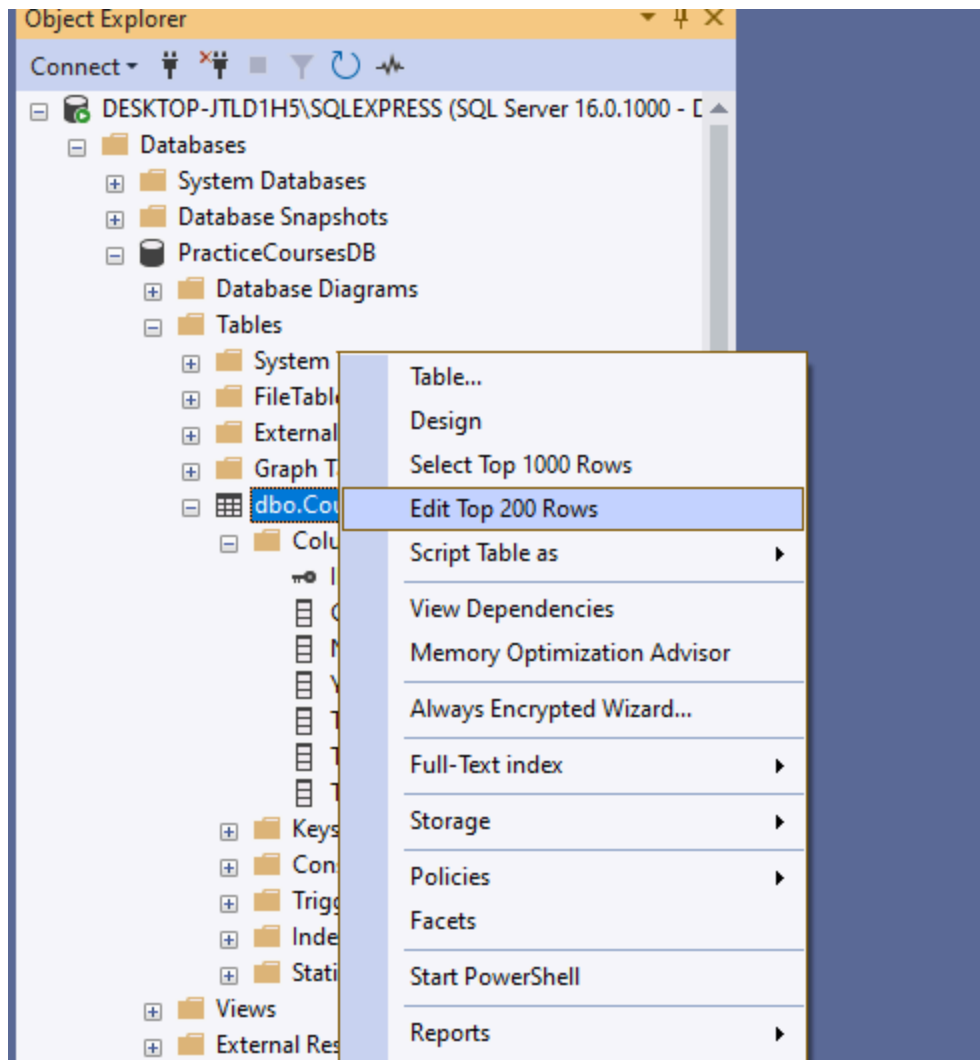 Object Explorer
Connect
DESKTOP-JTLD1H5\SQLEXPRESS (SQL Server 16.0.1000 - D
Databases
System Databases
Database Snapshots
PracticeCoursesDB
Database Diagrams
Tables
System
FileTabl
External
Graph T
dbo.Cou
Colu
Keys
Con
Trigg
Inde
Stati
Views
External Res
Table...
Design
Select Top 1000 Rows
Edit Top 200 Rows
Script Table as
View Dependencies
Memory Optimization Advisor
Always Encrypted Wizard...
Full-Text index
Storage
Policies
Facets
Start PowerShell
Reports